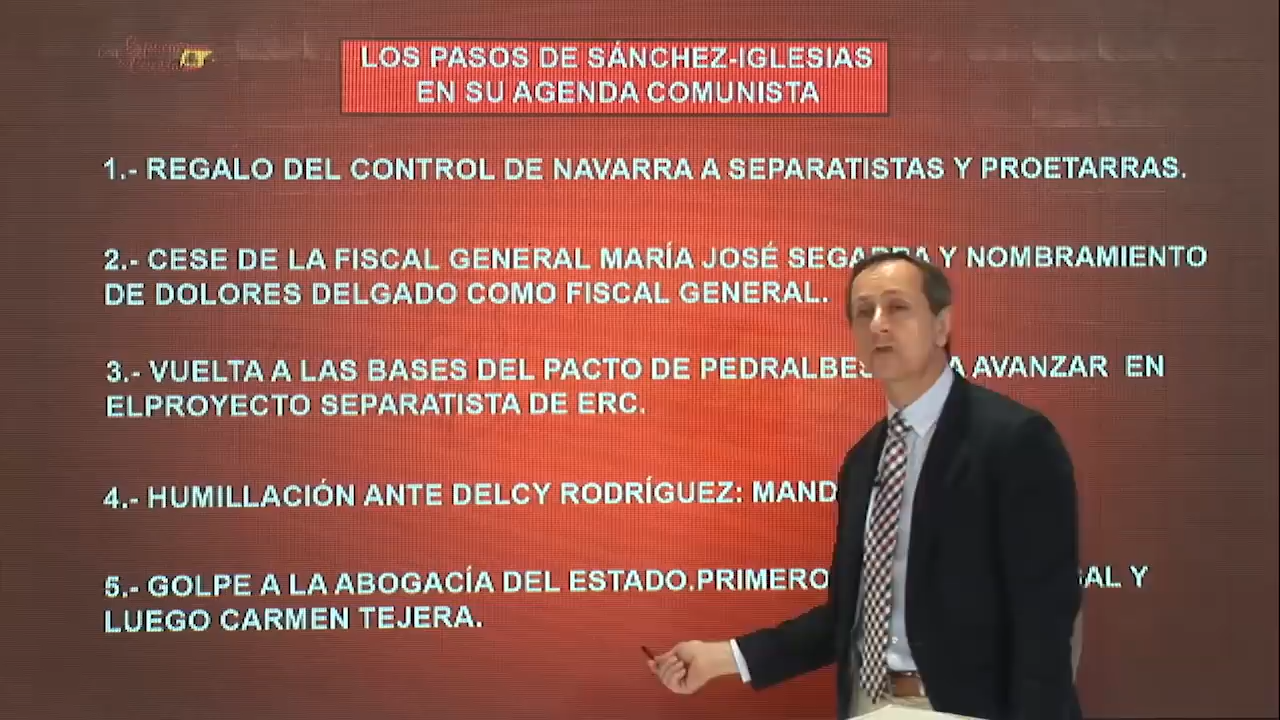 LOS PASOS DE SÁNCHEZ-IGLESIAS
EN SU AGENDA COMUNISTA
1.- REGALO DEL CONTROL DE NAVARRA A SEPARATISTAS Y PROETARRAS.
2.- CESE DE LA FISCAL GENERAL MARÍA JOSÉ SEGARRA Y NOMBRAMIENTO
DE DOLORES DELGADO COMO FISCAL GENERAL.
3.- VUELTA A LAS BASES DEL PACTO DE PEDRALBES A AVANZAR EN
ELPROYECTO SEPARATISTA DE ERC.
4.- HUMILLACIÓN ANTE DELCY RODRÍGUEZ:
5.- GOLPE A LA ABOGACÍA DEL ESTADO.PRIMERO Y
LUEGO CARMEN TEJERA.